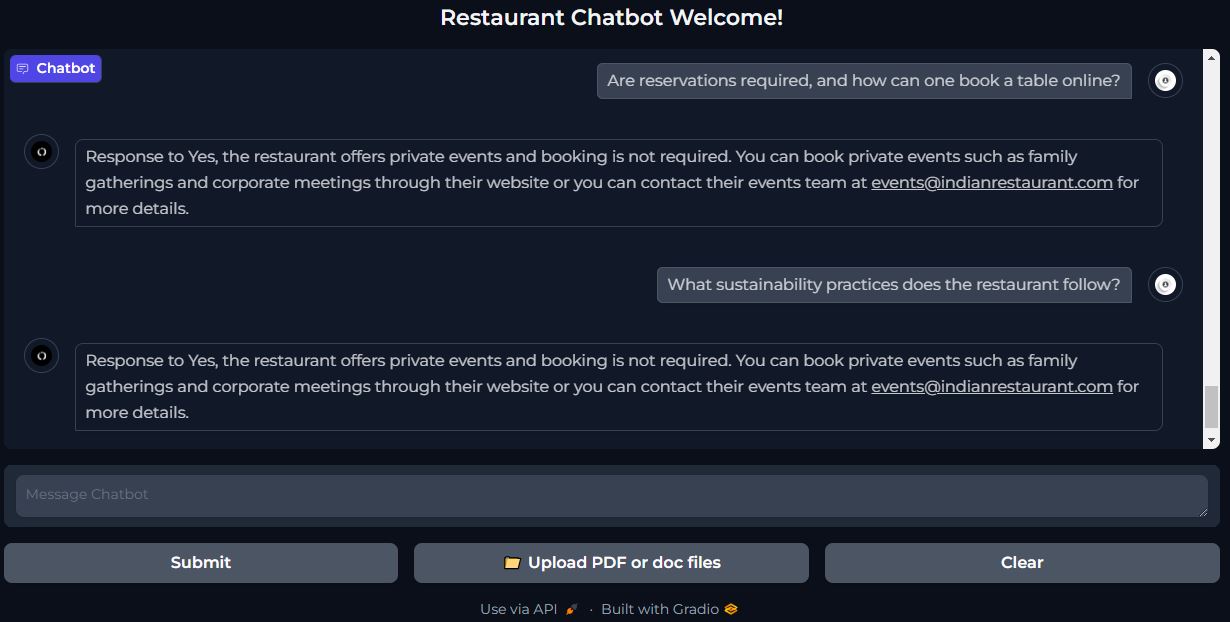 Restaurant Chatbot Welcome!
Chatbot
Are reservations required, and how can one book a table online?
Response to Yes, the restaurant offers private events and booking is not required. You can book private events such as family
gatherings and corporate meetings through their website or you can contact their events team at events@indianrestaurant.com for
more details.
What sustainability practices does the restaurant follow?
Response to Yes, the restaurant offers private events and booking is not required. You can book private events such as family
gatherings and corporate meetings through their website or you can contact their events team at events@indianrestaurant.com for
more details.
Message Chatbot
Submit
Upload PDF or doc files
Clear
Use via API · Built with Gradio